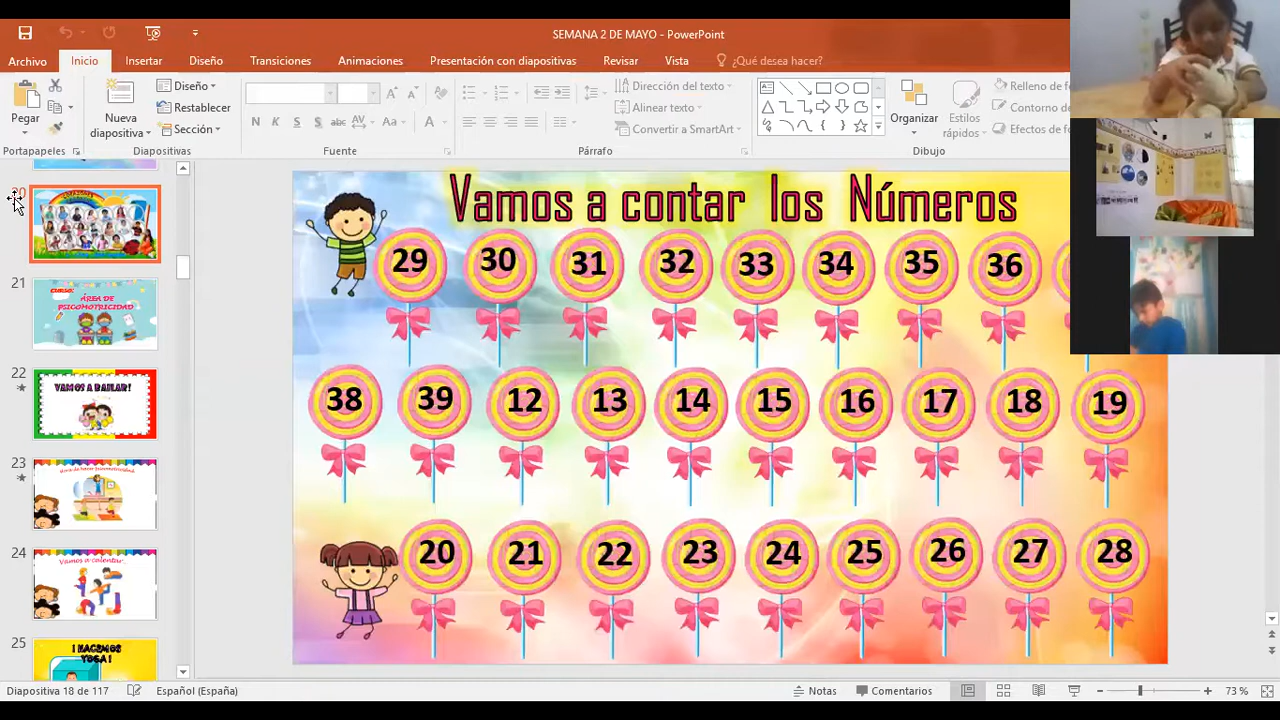 SEMANA 2 DE MAYO - PowerPoint
Archivo Inicio Insertar Diseño Transiciones Animaciones Presentación con diapositivas Revisar Vista ¿Qué desea hacer?
Pegar
Nueva diapositiva
Diseño
Restablecer
Sección
N K S S abc AV Aa A
Dirección del texto
Alinear texto
Convertir a SmartArt
Organizar
Estilos rápidos
Relleno de
Contorno de
Efectos de
Portapapeles Diapositivas Fuente Párrafo Dibujo
20
21
CURSO:
ÁREA DE
PSICOMOTRICIDAD
22
VAMOS A BAILAR!
23
24
Vamos a calentar..
25
¡ HACEMOS
YOGA !
Vamos a contar los Números
29 30 31 32 33 34 35 36
38 39 12 13 14 15 16 17 18 19
20 21 22 23 24 25 26 27 28
Diapositiva 18 de 117 Español (España) Notas Comentarios 73 %